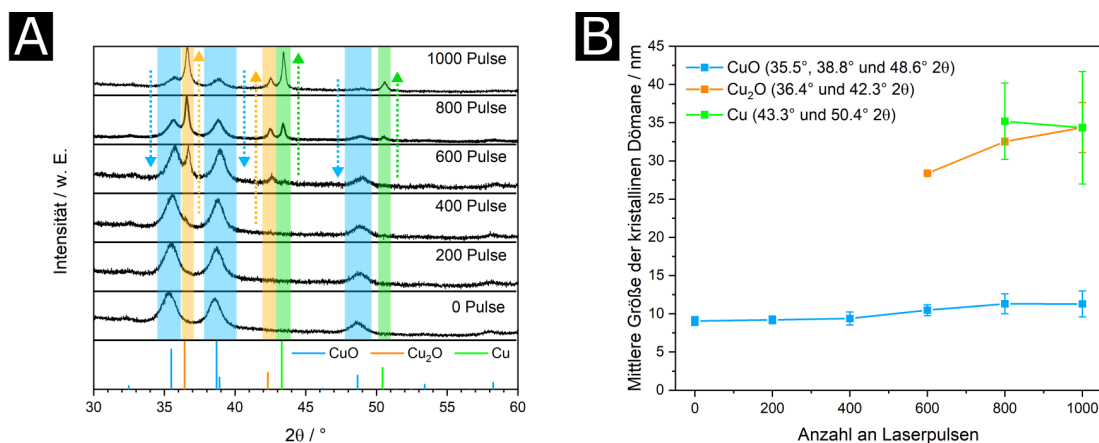 A
1000 Pulse
800 Pulse
600 Pulse
400 Pulse
200 Pulse
0 Pulse
CuO Cu₂O Cu
30 35 40 45 50 55 60
2θ / °
Intensität / w. E.
B
45
40
35
30
25
20
15
10
5
0
CuO (35.5°, 38.8° und 48.6° 2θ)
Cu₂O (36.4° und 42.3° 2θ)
Cu (43.3° und 50.4° 2θ)
0 200 400 600 800 1000
Anzahl an Laserpulsen
Mittlere Größe der kristallinen Dömane / nm